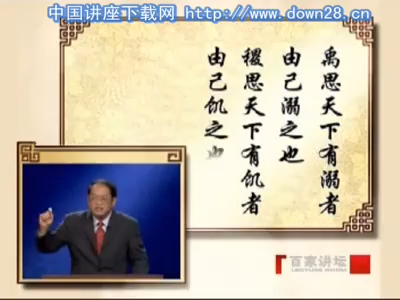 中国讲座下载网 http://www.down28.cn
禹思天下有溺者
由己溺之也
稷思天下有饥者
由己饥之也
百家讲坛
LECTURE ROOM